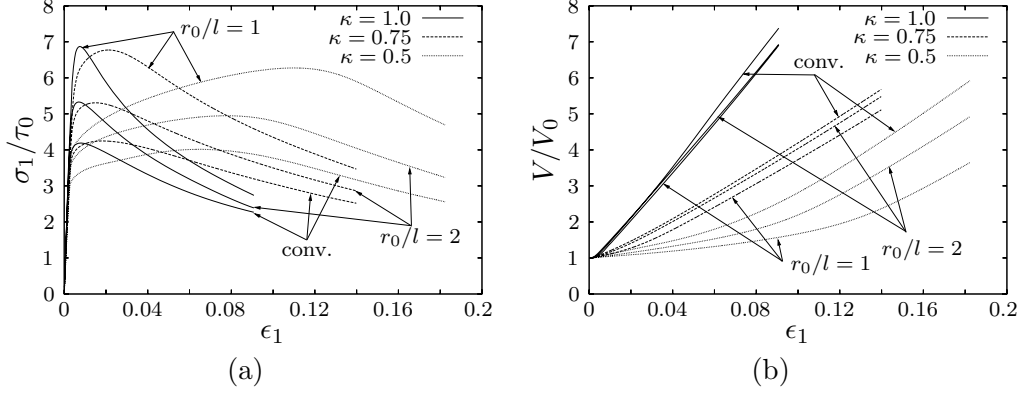 8
7
6
5
4
3
2
1
0
σ₁/τ₀
0 0.04 0.08 0.12 0.16 0.2
ϵ₁
r₀/l = 1
κ = 1.0
κ = 0.75
κ = 0.5
conv.
r₀/l = 2
(a)
8
7
6
5
4
3
2
1
0
V/V₀
0 0.04 0.08 0.12 0.16 0.2
ϵ₁
κ = 1.0
κ = 0.75
κ = 0.5
conv.
r₀/l = 2
r₀/l = 1
(b)